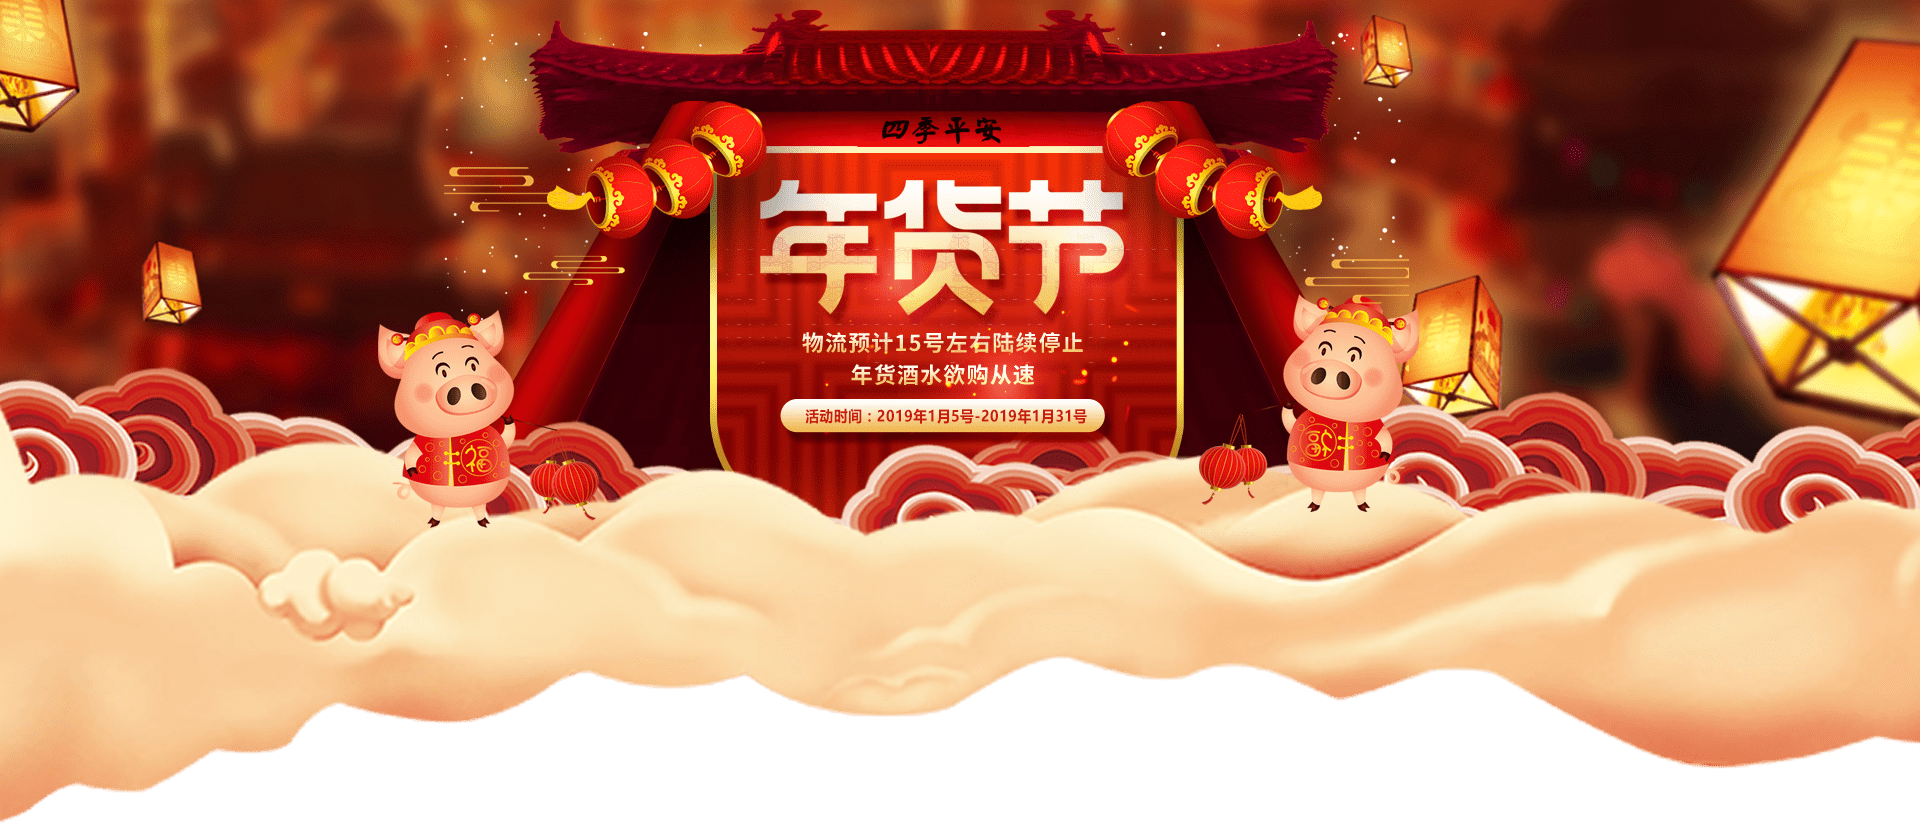 四季平安
年货节
物流预计15号左右陆续停止
年货酒水欲购从速
活动时间：2019年1月5号-2019年1月31号
福
福